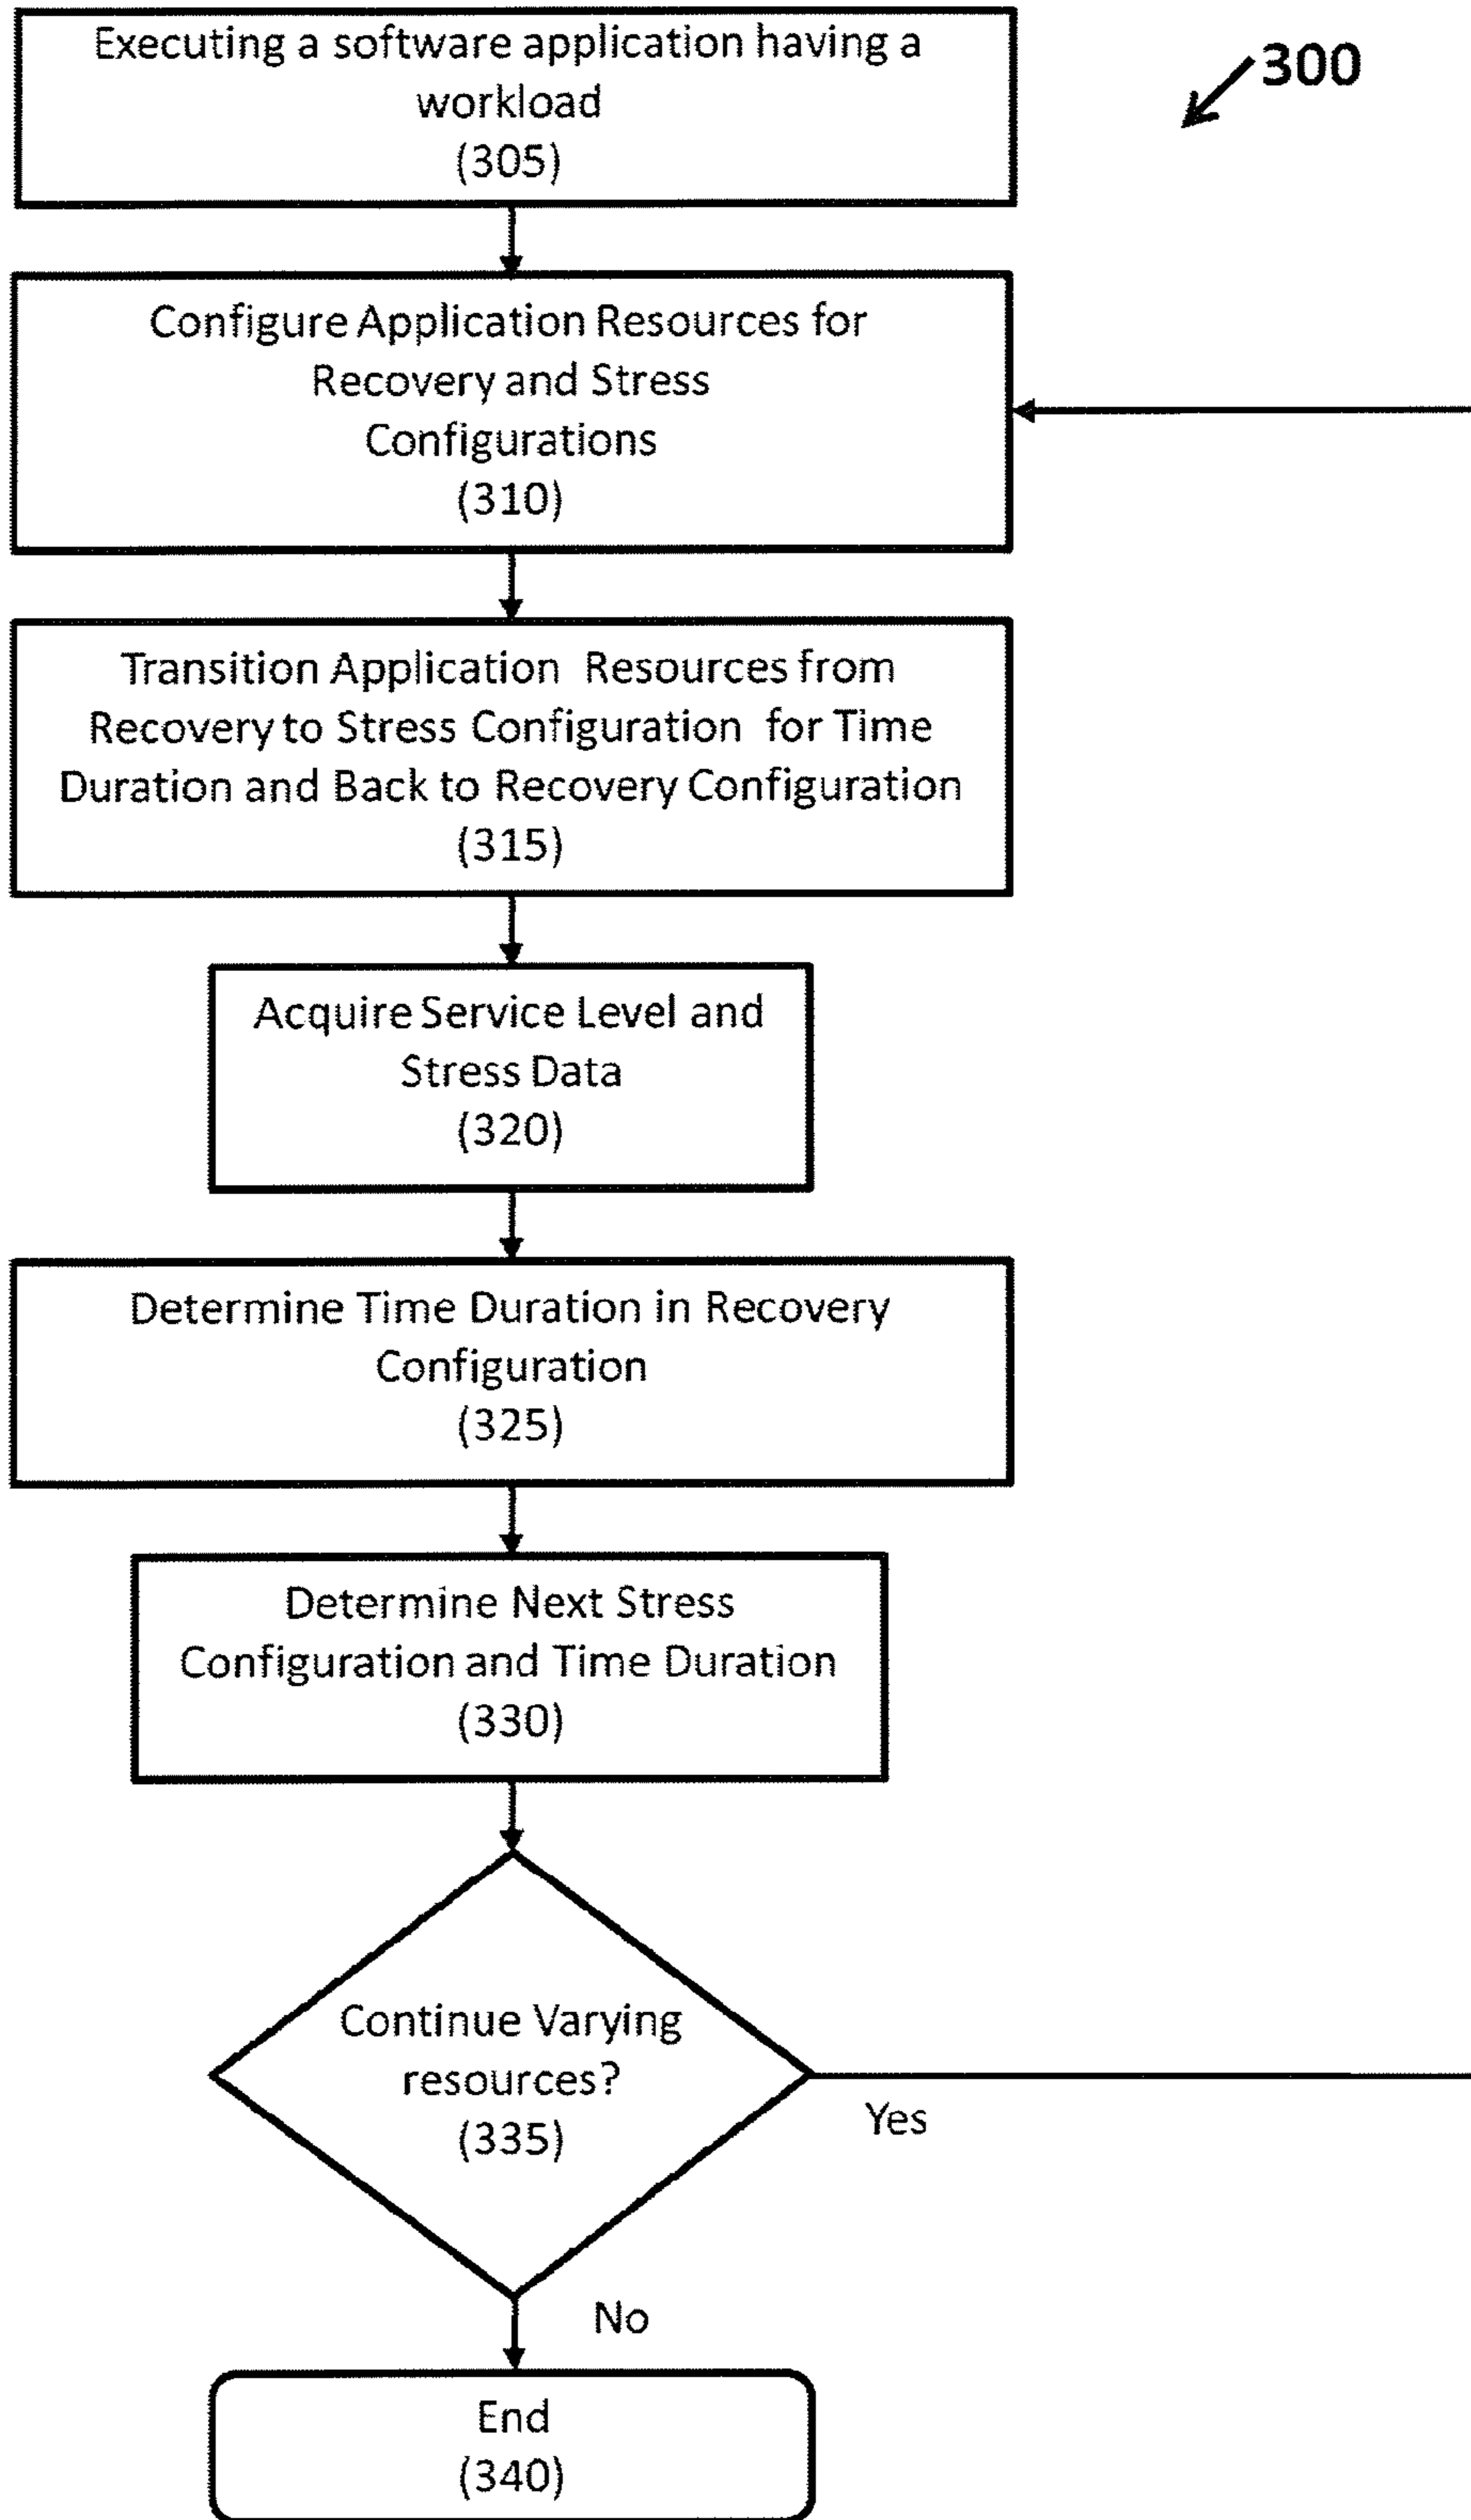 Executing a software application having a
workload
(305)
300
Configure Application Resources for
Recovery and Stress
Configurations
(310)
Transition Application Resources from
Recovery to Stress Configuration for Time
Duration and Back to Recovery Configuration
(315)
Acquire Service Level and
Stress Data
(320)
Determine Time Duration in Recovery
Configuration
(325)
Determine Next Stress
Configuration and Time Duration
(330)
Continue Varying
resources?
(335)
Yes
No
End
(340)